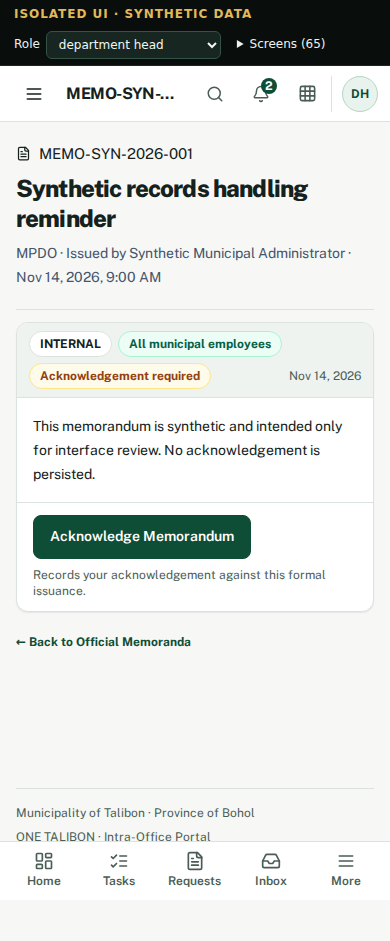 ISOLATED UI · SYNTHETIC DATA
Role department head ▶ Screens (65)
MEMO-SYN-... 2 DH
MEMO-SYN-2026-001
Synthetic records handling
reminder
MPDO · Issued by Synthetic Municipal Administrator ·
Nov 14, 2026, 9:00 AM
INTERNAL All municipal employees
Acknowledgement required Nov 14, 2026
This memorandum is synthetic and intended only
for interface review. No acknowledgement is
persisted.
Acknowledge Memorandum
Records your acknowledgement against this formal
issuance.
← Back to Official Memoranda
Municipality of Talibon · Province of Bohol
ONE TALIBON · Intra-Office Portal
Home Tasks Requests Inbox More